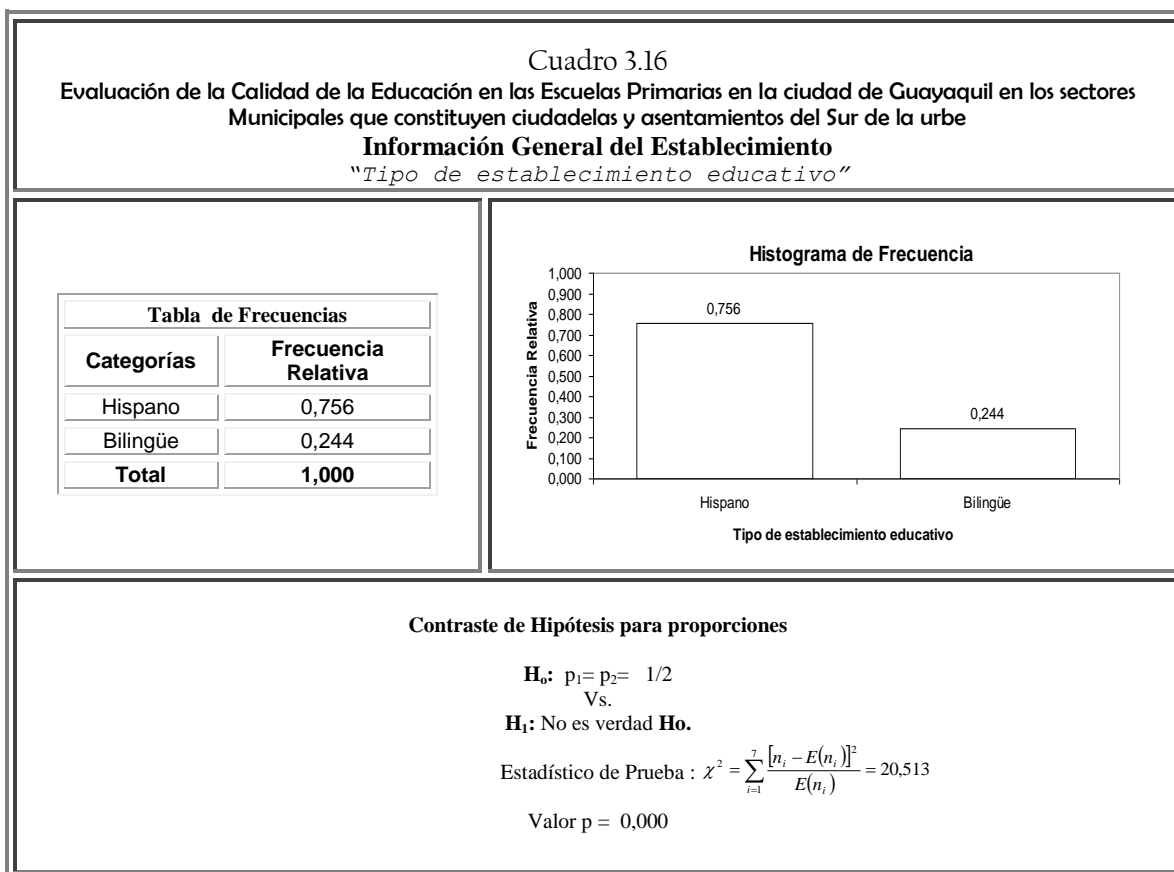 Cuadro 3.16
Evaluación de la Calidad de la Educación en las Escuelas Primarias en la ciudad de Guayaquil en los sectores
Municipales que constituyen ciudadelas y asentamientos del Sur de la urbe
Información General del Establecimiento
"Tipo de establecimiento educativo"
Tabla de Frecuencias
Categorías Frecuencia Relativa
Hispano 0,756
Bilingüe 0,244
Total 1,000
Histograma de Frecuencia
Frecuencia Relativa
1,000
0,900
0,800
0,700
0,600
0,500
0,400
0,300
0,200
0,100
0,000
0,756
0,244
Hispano Bilingüe
Tipo de establecimiento educativo
Contraste de Hipótesis para proporciones
Ho: p₁= p₂= 1/2
Vs.
H₁: No es verdad Ho.
Estadístico de Prueba : χ² = ∑_{i=1}^{7} [n_i − E(n_i)]² / E(n_i) = 20,513
Valor p = 0,000